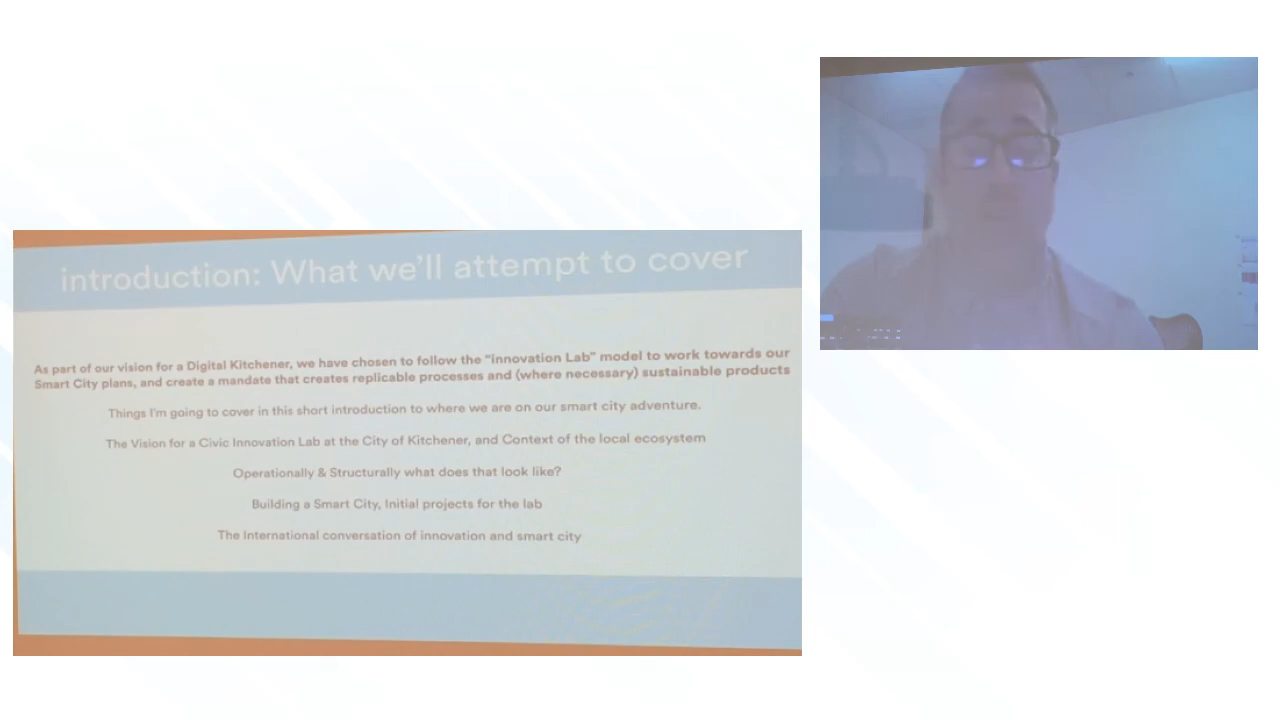 introduction: What we'll attempt to cover
As part of our vision for a Digital Kitchener, we have chosen to follow the "Innovation Lab" model to work towards our
Smart City plans, and create a mandate that creates replicable processes and (where necessary) sustainable products
Things I'm going to cover in this short introduction to where we are on our smart city adventure.
The Vision for a Civic Innovation Lab at the City of Kitchener, and Context of the local ecosystem
Operationally & Structurally what does that look like?
Building a Smart City, Initial projects for the lab
The International conversation of innovation and smart city